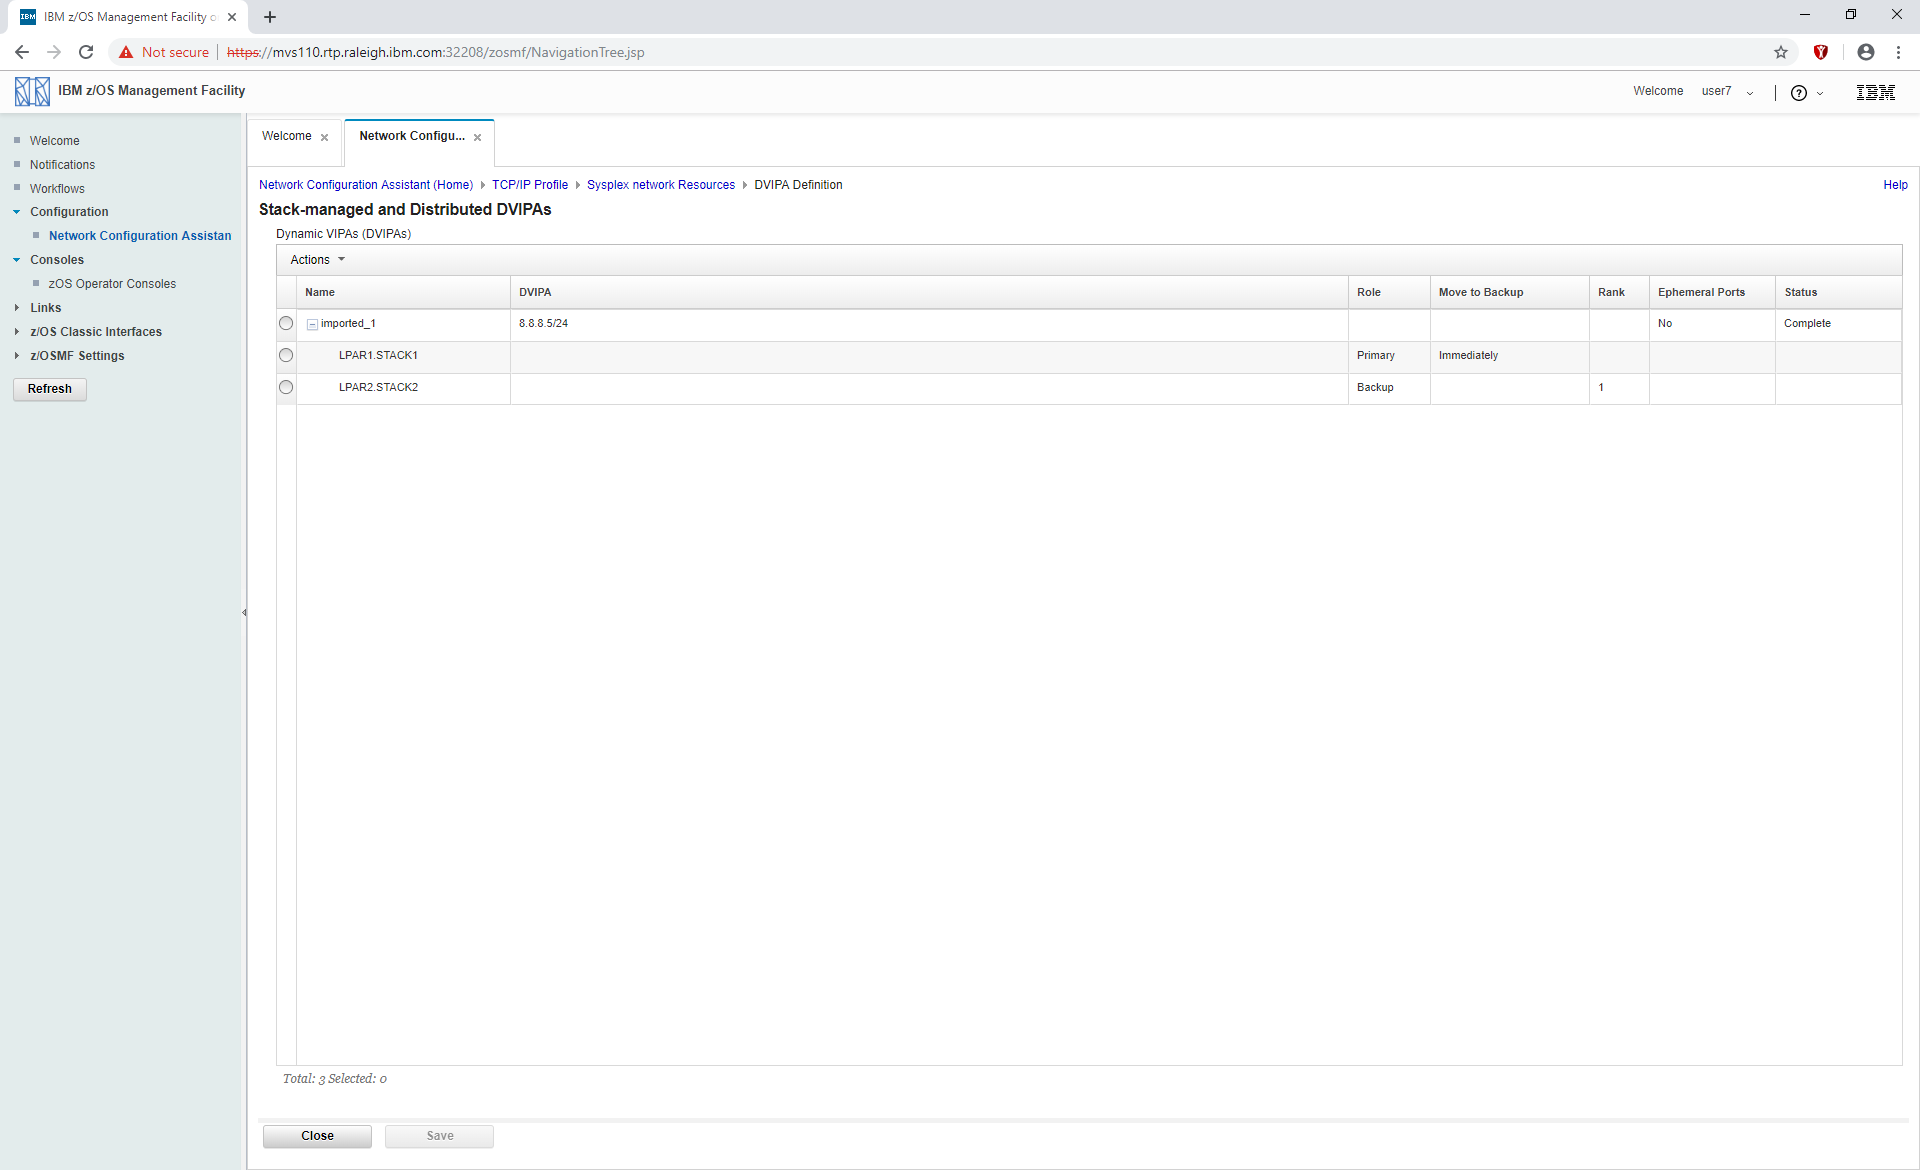 IBM IBM z/OS Management Facility o
Not secure https://mvs110.rtp.raleigh.ibm.com:32208/zosmf/NavigationTree.jsp
IBM z/OS Management Facility
Welcome user7
IBM
Welcome
Notifications
Workflows
Configuration
Network Configuration Assistan
Consoles
zOS Operator Consoles
Links
z/OS Classic Interfaces
z/OSMF Settings
Refresh
Welcome
Network Configu...
Network Configuration Assistant (Home) TCP/IP Profile Sysplex network Resources DVIPA Definition
Help
Stack-managed and Distributed DVIPAs
Dynamic VIPAs (DVIPAs)
Actions
Name DVIPA Role Move to Backup Rank Ephemeral Ports Status
imported_1 8.8.8.5/24 No Complete
LPAR1.STACK1 Primary Immediately
LPAR2.STACK2 Backup 1
Total: 3 Selected: 0
Close Save